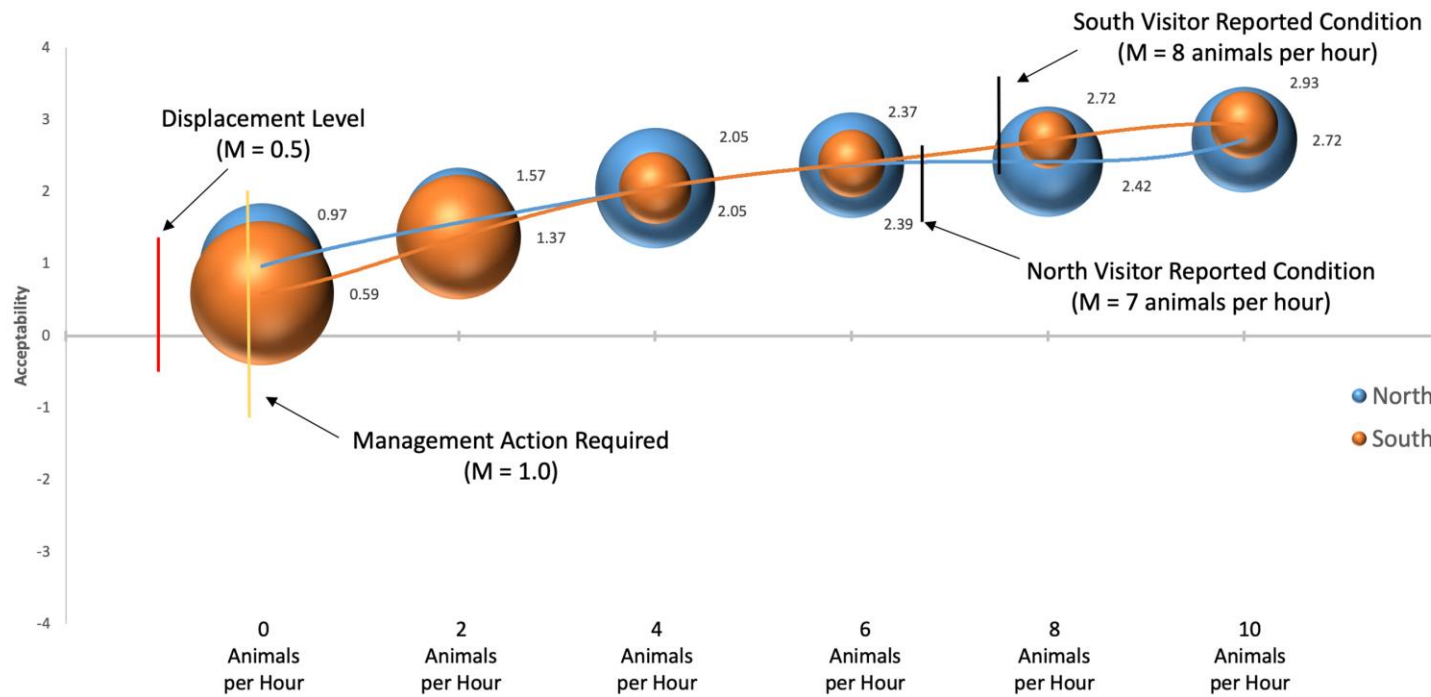 South Visitor Reported Condition
(M = 8 animals per hour)
4
Displacement Level
(M = 0.5)
3
2.05
2.37
2.72
2.93
2.72
2
1.57
2.05
2.39
2.42
0.97
1.37
North Visitor Reported Condition
(M = 7 animals per hour)
1
0.59
Acceptability
0
-1
North
South
Management Action Required
(M = 1.0)
-2
-3
-4
0
Animals
per Hour
2
Animals
per Hour
4
Animals
per Hour
6
Animals
per Hour
8
Animals
per Hour
10
Animals
per Hour